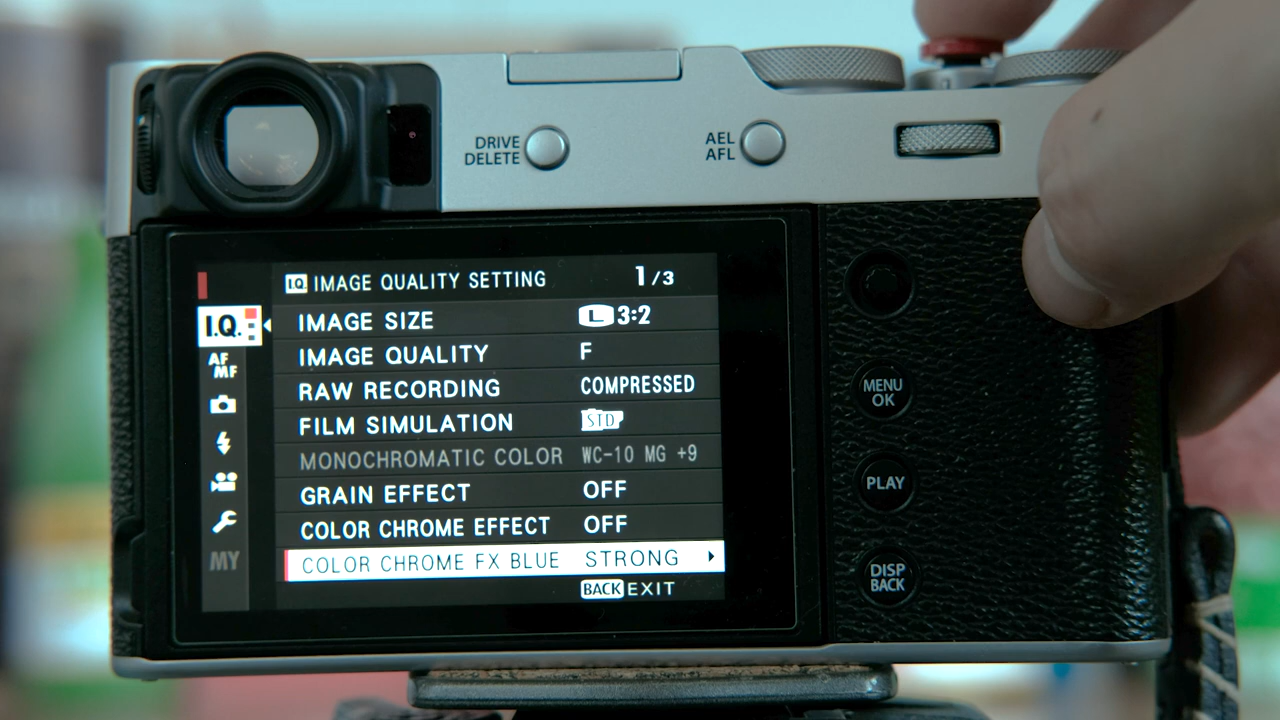 DRIVE
DELETE
AEL
AFL
I.Q. IMAGE QUALITY SETTING 1/3
I.Q.
AF
MF
MY
IMAGE SIZE L 3:2
IMAGE QUALITY F
RAW RECORDING COMPRESSED
FILM SIMULATION STD
MONOCHROMATIC COLOR WC-10 MG +9
GRAIN EFFECT OFF
COLOR CHROME EFFECT OFF
COLOR CHROME FX BLUE STRONG
BACK EXIT
MENU
OK
PLAY
DISP
BACK